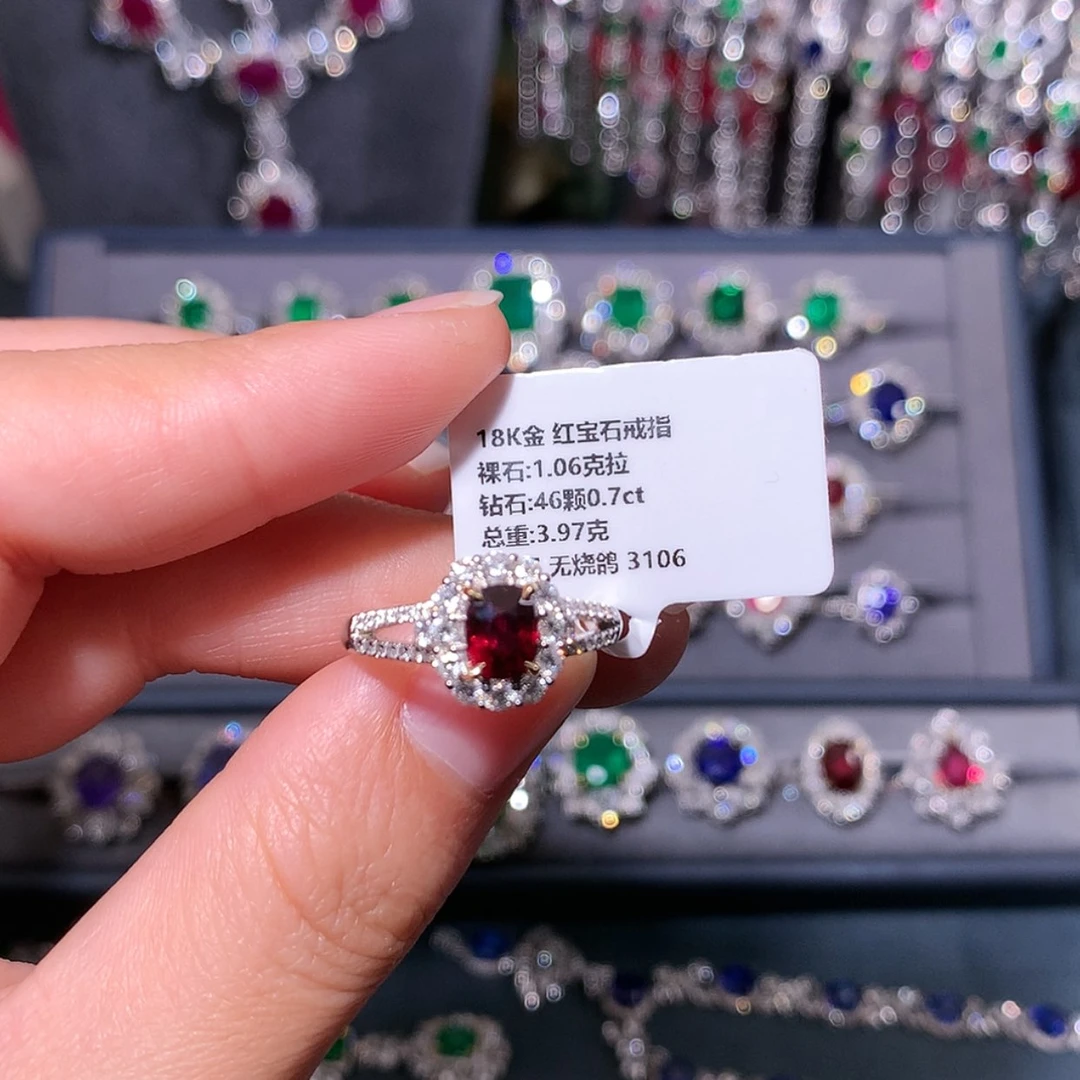 18K金 红宝石戒指
裸石:1.06克拉
钻石:46颗0.7ct
总重:3.97克
无烧鸽 3106